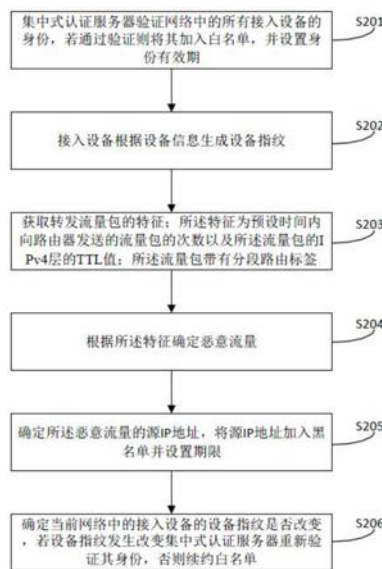 集中式认证服务器验证网络中的所有接入设备的
身份，若通过验证则将其加入白名单，并设置身
份有效期
S201
接入设备根据设备信息生成设备指纹
S202
获取转发流量包的特征；所述特征为预设时间内
向路由器发送的流量包的次数以及所述流量包的I
Pv4层的TTL值；所述流量包带有分段路由标签
S203
根据所述特征确定恶意流量
S204
确定所述恶意流量的源IP地址，将源IP地址加入黑
名单并设置期限
S205
确定当前网络中的接入设备的设备指纹是否改变
，若设备指纹发生改变集中式认证服务器重新验
证其身份，否则续约白名单
S206